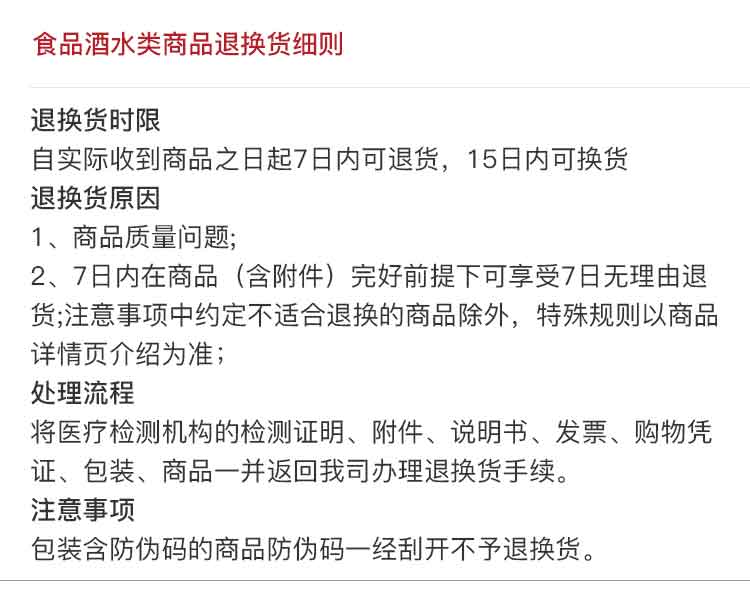 食品酒水类商品退换货细则
退换货时限
自实际收到商品之日起7日内可退货，15日内可换货
退换货原因
1、商品质量问题;
2、7日内在商品（含附件）完好前提下可享受7日无理由退
货;注意事项中约定不适合退换的商品除外，特殊规则以商品
详情页介绍为准；
处理流程
将医疗检测机构的检测证明、附件、说明书、发票、购物凭
证、包装、商品一并返回我司办理退换货手续。
注意事项
包装含防伪码的商品防伪码一经刮开不予退换货。